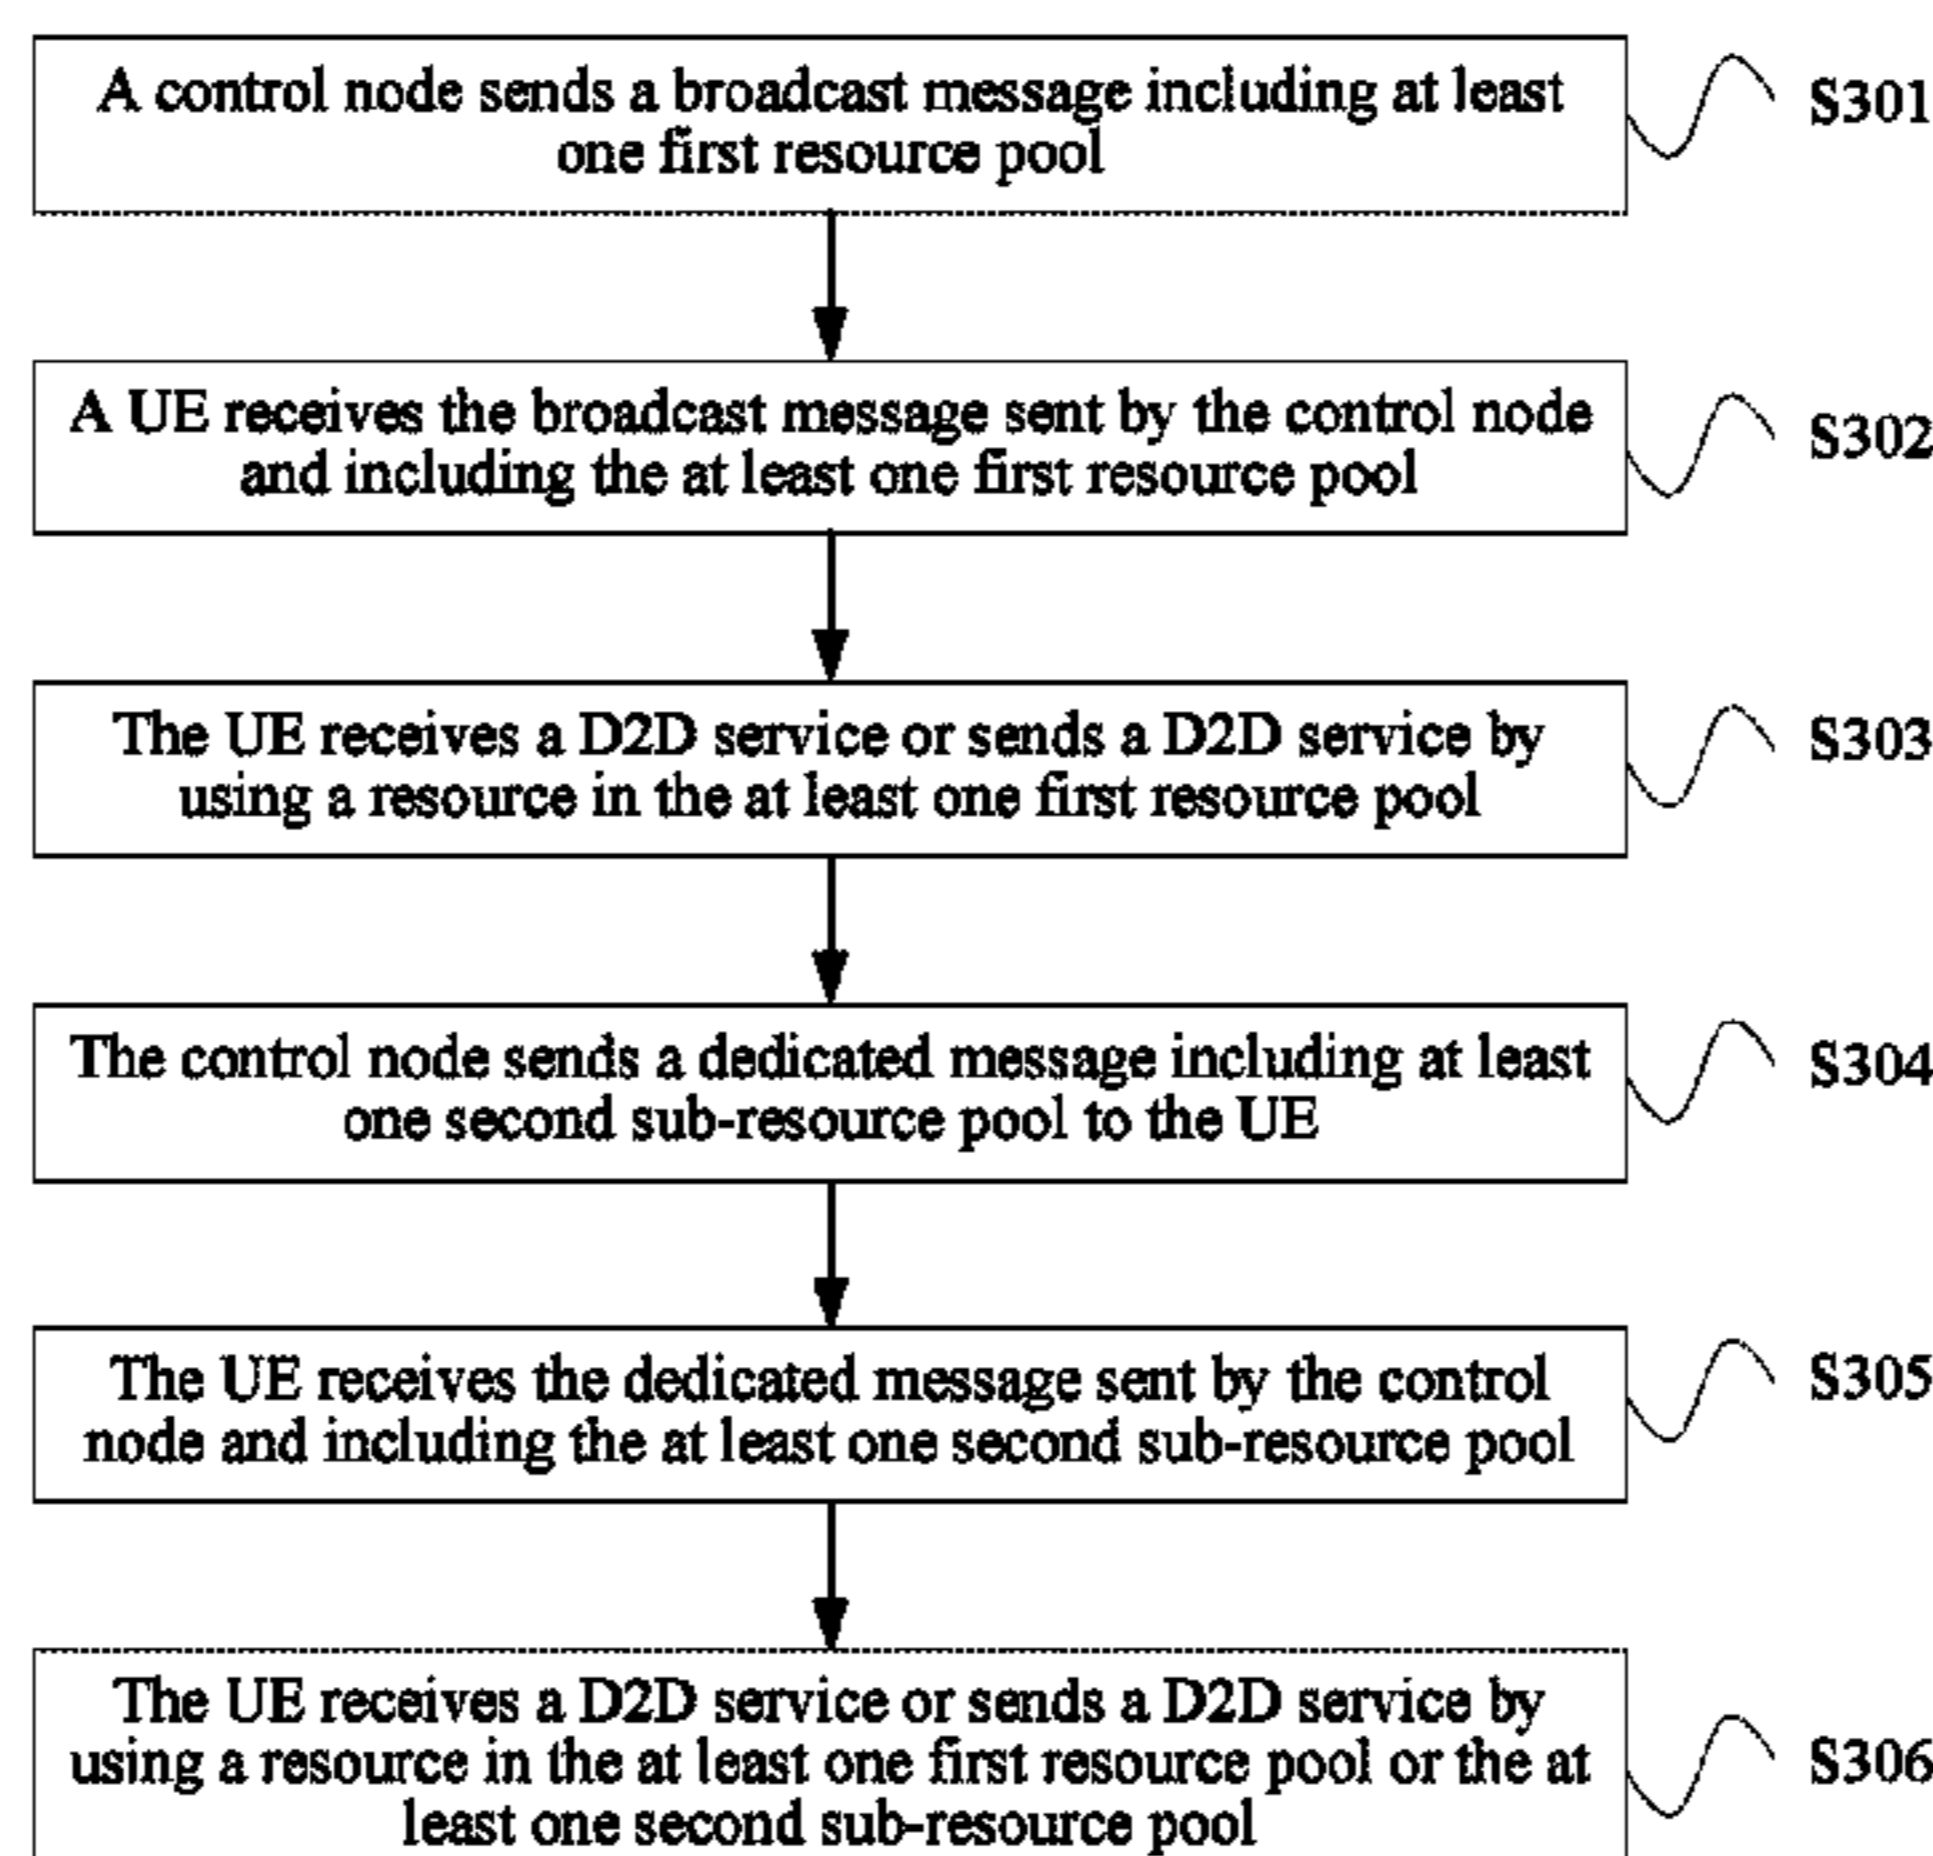 A control node sends a broadcast message including at least
one first resource pool
S301
A UE receives the broadcast message sent by the control node
and including the at least one first resource pool
S302
The UE receives a D2D service or sends a D2D service by
using a resource in the at least one first resource pool
S303
The control node sends a dedicated message including at least
one second sub-resource pool to the UE
S304
The UE receives the dedicated message sent by the control
node and including the at least one second sub-resource pool
S305
The UE receives a D2D service or sends a D2D service by
using a resource in the at least one first resource pool or the at
least one second sub-resource pool
S306